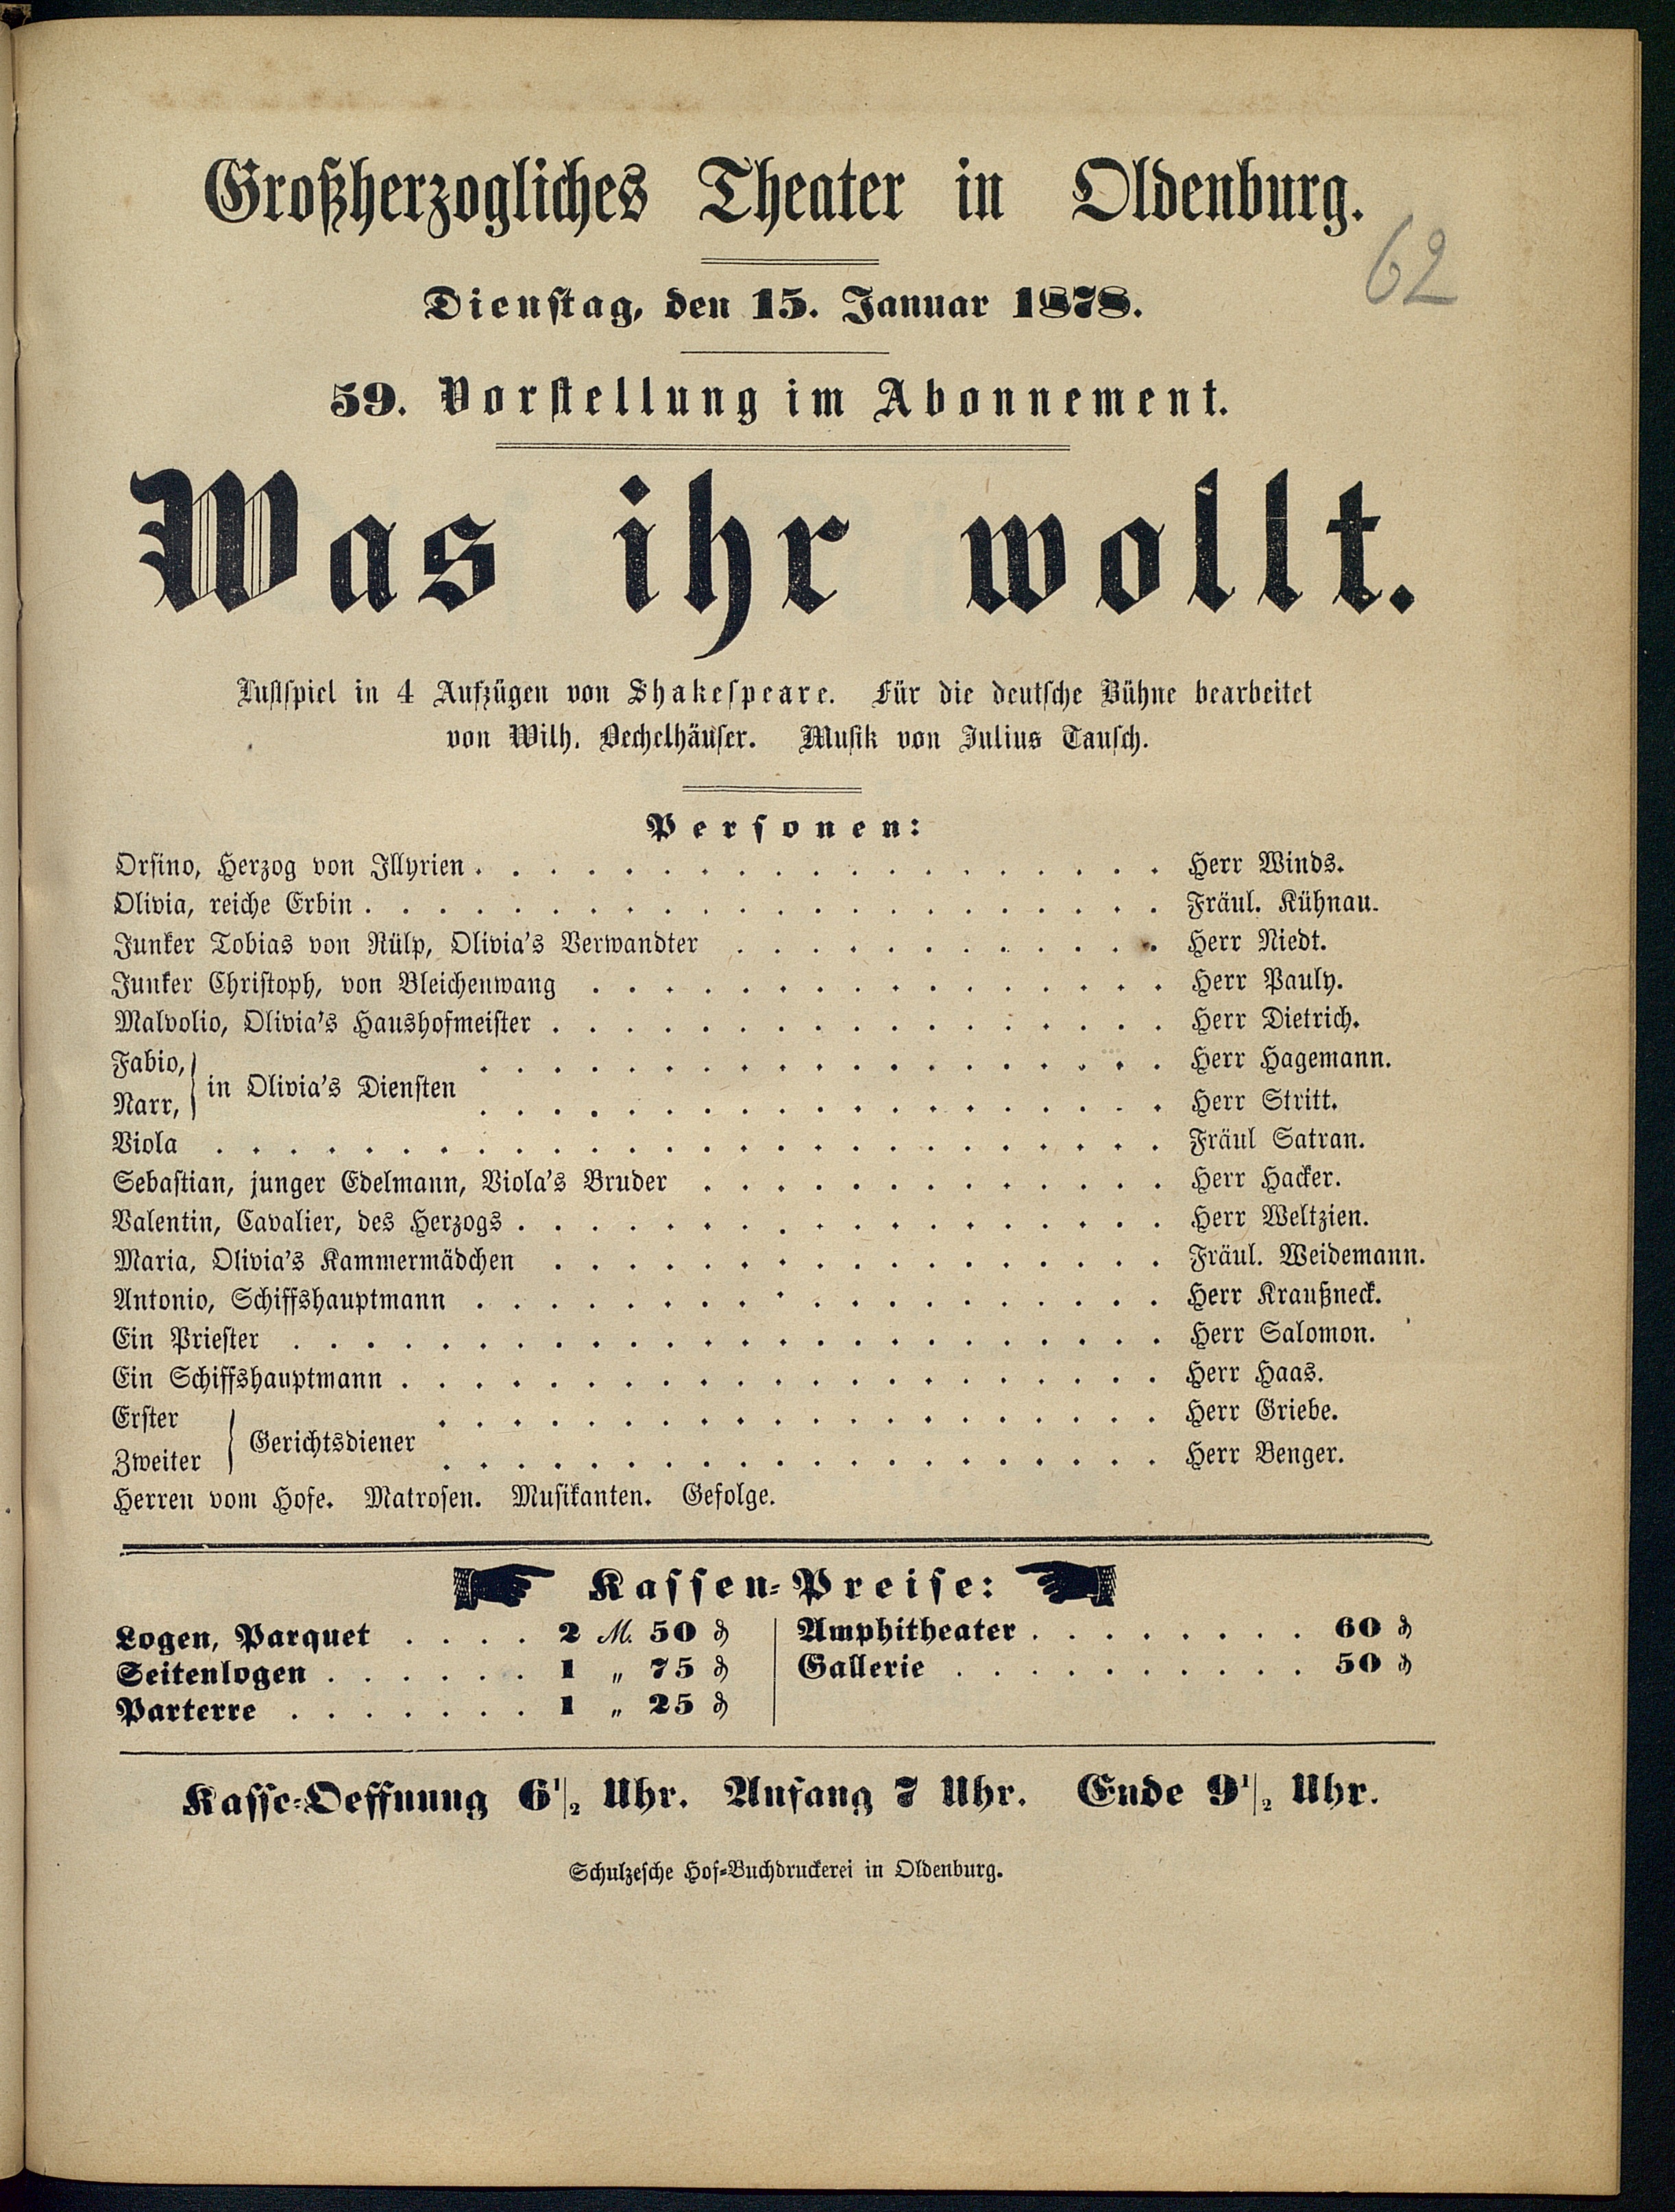 Großherzogliches Theater in Oldenburg.
62
Dienstag, den 15. Januar 1878.
59. Vorstellung im Abonnement.
Was ihr wollt.
Lustspiel in 4 Aufzügen von Shakespeare. Für die deutsche Bühne bearbeitet
von Wilh. Oechelhäuser. Musik von Julius Tausch.
Personen:
Orsino, Herzog von Illyrien . . . . . . . . . . . . . . . . . . . Herr Winds.
Olivia, reiche Erbin . . . . . . . . . . . . . . . . . . . . . . Fräul. Kühnau.
Junker Tobias von Rülp, Olivia's Verwandter . . . . . . . . . . . . Herr Niedt.
Junker Christoph, von Bleichenwang . . . . . . . . . . . . . . . . Herr Pauly.
Malvolio, Olivia's Haushofmeister . . . . . . . . . . . . . . . . . Herr Dietrich.
Fabio, . . . . . . . . . . . . . . . . . . . Herr Hagemann.
in Olivia's Diensten
Narr, . . . . . . . . . . . . . . . . . . . Herr Stritt.
Viola . . . . . . . . . . . . . . . . . . . . . . . . . . Fräul Satran.
Sebastian, junger Edelmann, Viola's Bruder . . . . . . . . . . . . . Herr Hacker.
Valentin, Cavalier, des Herzogs . . . . . . . . . . . . . . . . . . Herr Weltzien.
Maria, Olivia's Kammermädchen . . . . . . . . . . . . . . . . . Fräul. Weidemann.
Antonio, Schiffshauptmann . . . . . . . . . . . . . . . . . . . Herr Kraußneck.
Ein Priester . . . . . . . . . . . . . . . . . . . . . . . . Herr Salomon.
Ein Schiffshauptmann . . . . . . . . . . . . . . . . . . . . . Herr Haas.
Erster . . . . . . . . . . . . . . . . . . . . Herr Griebe.
Gerichtsdiener
Zweiter . . . . . . . . . . . . . . . . . . . . Herr Benger.
Herren vom Hofe. Matrosen. Musikanten. Gefolge.
Kassen-Preise:
Logen, Parquet . . . . 2 M. 50 ₰
Seitenlogen . . . . . . 1 „ 75 ₰
Parterre . . . . . . . 1 „ 25 ₰
Amphitheater . . . . . . . . 60 ₰
Gallerie . . . . . . . . . . 50 ₰
Kasse-Oeffnung 6 1/2 Uhr. Anfang 7 Uhr. Ende 9 1/2 Uhr.
Schulzesche Hof-Buchdruckerei in Oldenburg.